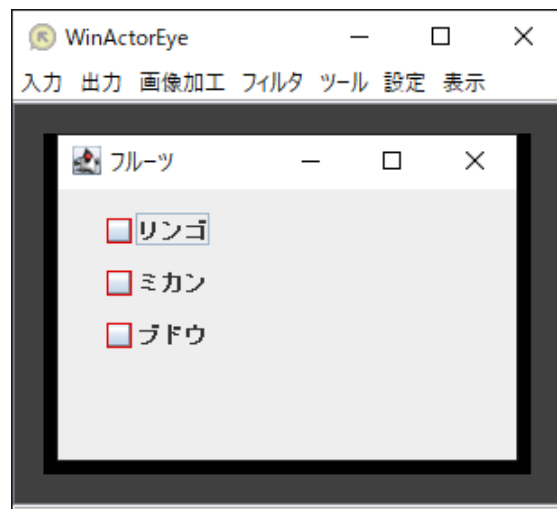 WinActorEye
入力 出力 画像加工 フィルタ ツール 設定 表示
フルーツ
リンゴ
ミカン
ブドウ